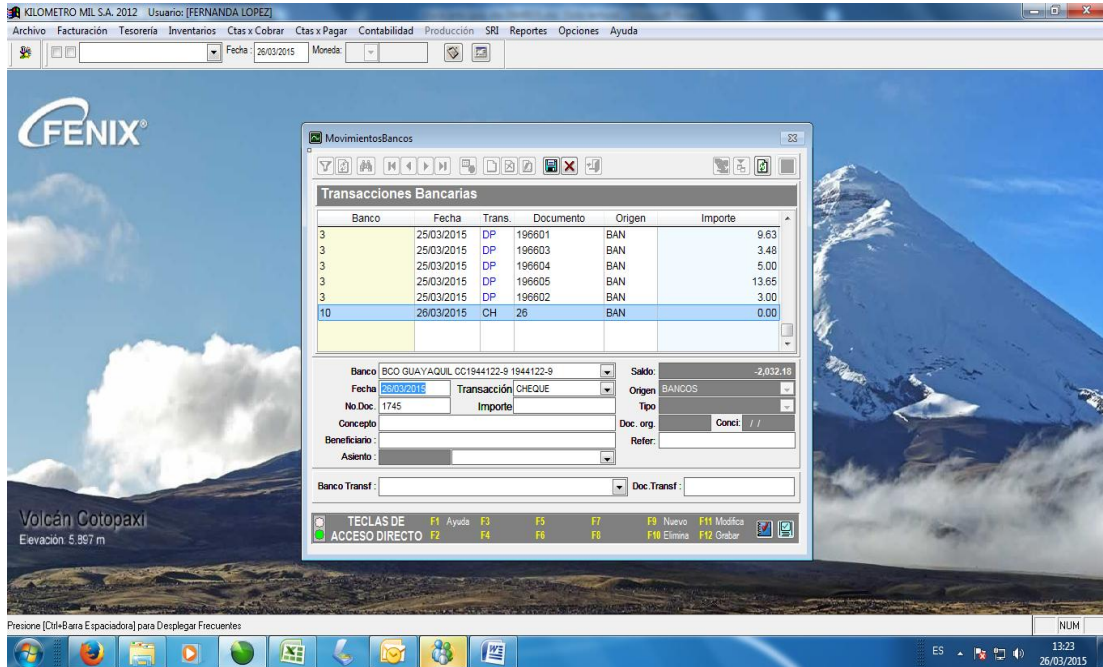 KILOMETRO MIL S.A. 2012 Usuario: [FERNANDA LOPEZ]
Archivo Facturación Tesorería Inventarios Ctas x Cobrar Ctas x Pagar Contabilidad Producción SRI Reportes Opciones Ayuda
Fecha : 26/03/2015 Moneda:
FENIX®
MovimientosBancos
Transacciones Bancarias
Banco Fecha Trans. Documento Origen Importe
3 25/03/2015 DP 196601 BAN 9.63
3 25/03/2015 DP 196603 BAN 3.48
3 25/03/2015 DP 196604 BAN 5.00
3 25/03/2015 DP 196605 BAN 13.65
3 25/03/2015 DP 196602 BAN 3.00
10 26/03/2015 CH 26 BAN 0.00
Banco BCO GUAYAQUIL CC1944122-9 1944122-9 Saldo: -2,032.18
Fecha 26/03/2015 Transacción CHEQUE Origen BANCOS
No.Doc. 1745 Importe Tipo
Concepto Doc. org. Conci: / /
Beneficiario : Refer:
Asiento :
Banco Transf : Doc.Transf :
TECLAS DE F1 Ayuda F3 F5 F7 F9 Nuevo F11 Modifica
ACCESO DIRECTO F2 F4 F6 F8 F10 Elimina F12 Grabar
Volcán Cotopaxi
Elevación: 5.897 m
Presione [Ctrl+Barra Espaciadora] para Desplegar Frecuentes NUM
ES 13:23
26/03/2015